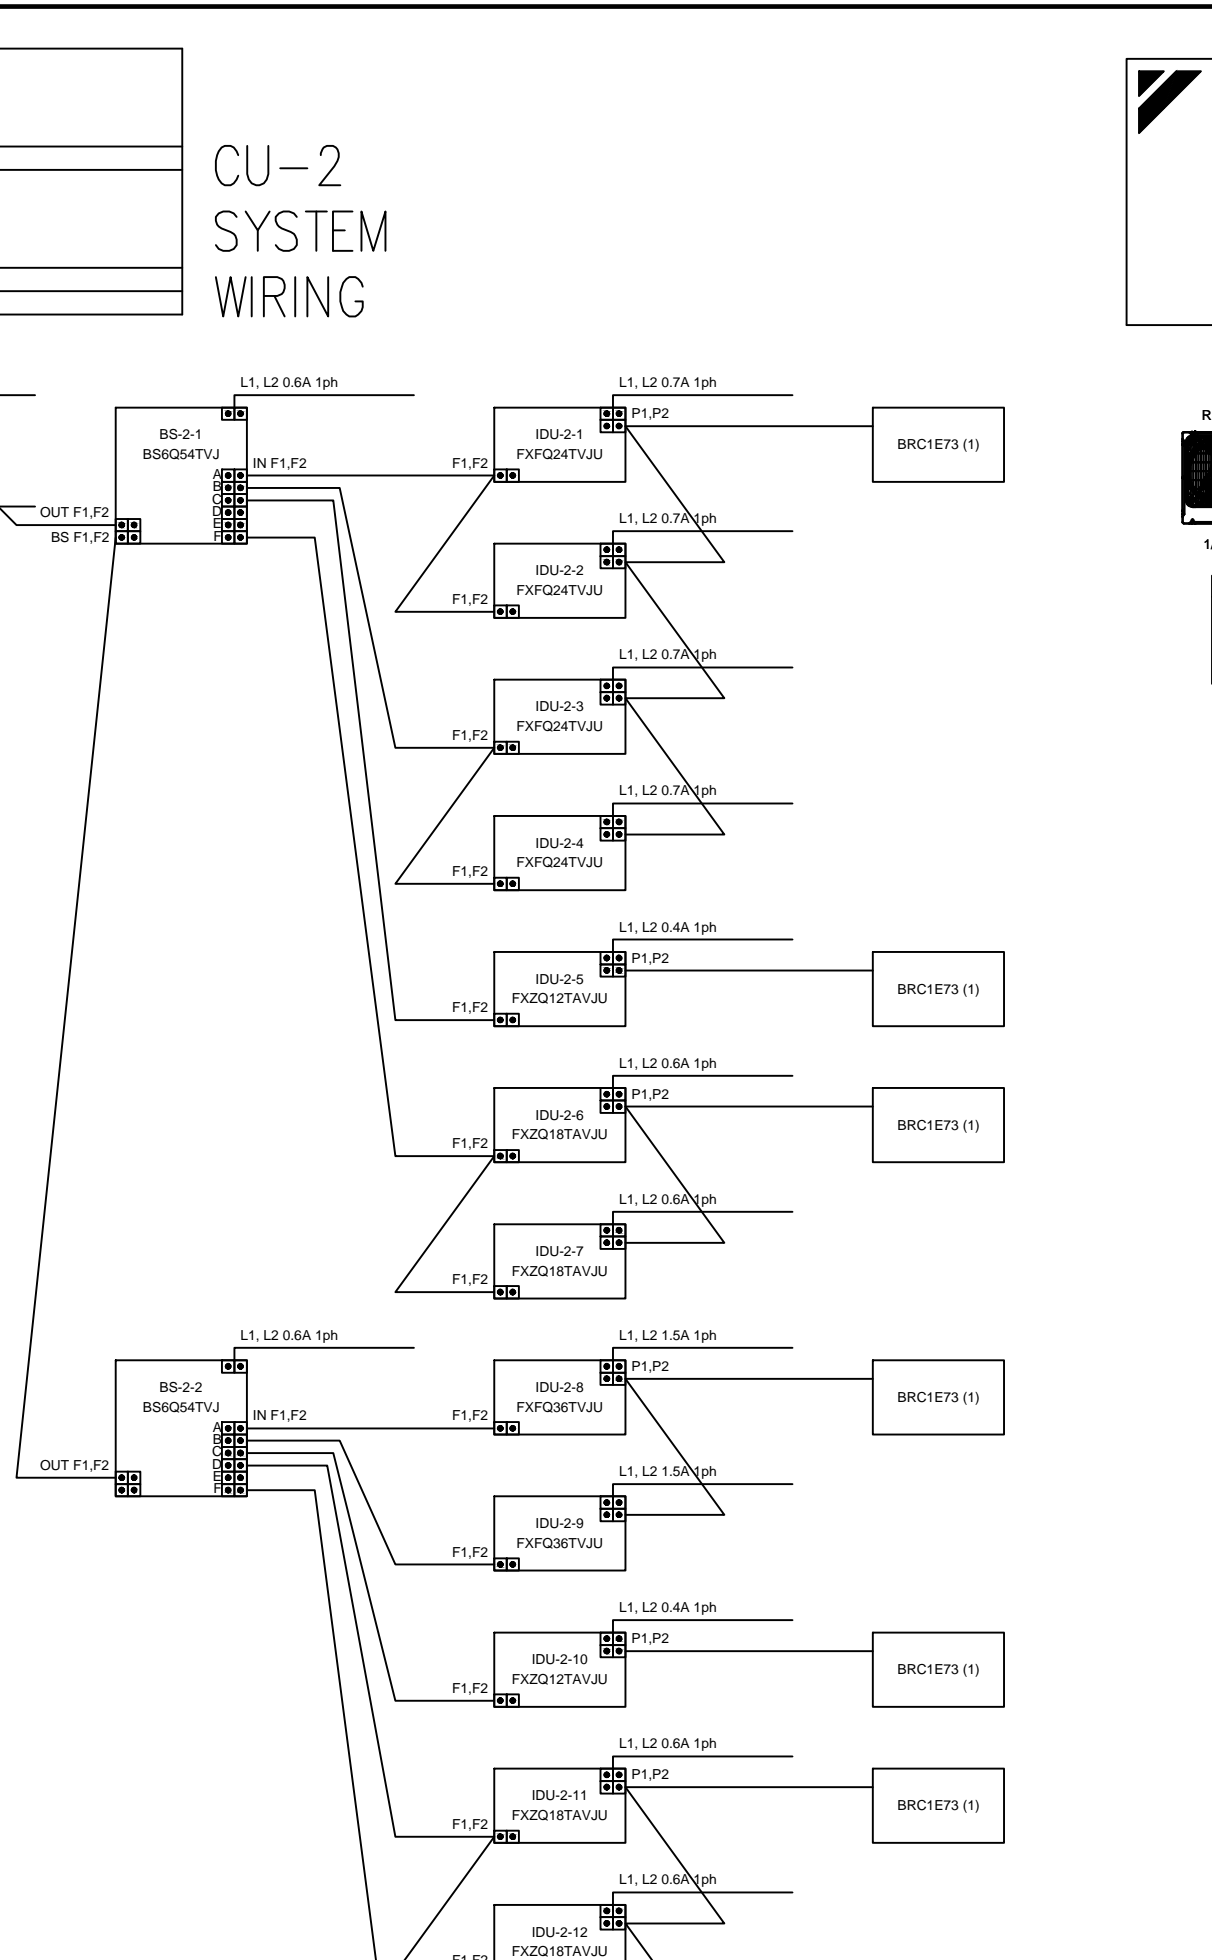 CU-2
SYSTEM
WIRING
L1, L2 0.6A 1ph
BS-2-1
BS6Q54TVJ
IN F1,F2
A
B
C
D
E
F
OUT F1,F2
BS F1,F2
L1, L2 0.7A 1ph
P1,P2
IDU-2-1
FXFQ24TVJU
F1,F2
BRC1E73 (1)
L1, L2 0.7A 1ph
IDU-2-2
FXFQ24TVJU
F1,F2
L1, L2 0.7A 1ph
IDU-2-3
FXFQ24TVJU
F1,F2
L1, L2 0.7A 1ph
IDU-2-4
FXFQ24TVJU
F1,F2
L1, L2 0.4A 1ph
P1,P2
IDU-2-5
FXZQ12TAVJU
F1,F2
BRC1E73 (1)
L1, L2 0.6A 1ph
P1,P2
IDU-2-6
FXZQ18TAVJU
F1,F2
BRC1E73 (1)
L1, L2 0.6A 1ph
IDU-2-7
FXZQ18TAVJU
F1,F2
L1, L2 0.6A 1ph
BS-2-2
BS6Q54TVJ
IN F1,F2
A
B
C
D
E
F
OUT F1,F2
L1, L2 1.5A 1ph
P1,P2
IDU-2-8
FXFQ36TVJU
F1,F2
BRC1E73 (1)
L1, L2 1.5A 1ph
IDU-2-9
FXFQ36TVJU
F1,F2
L1, L2 0.4A 1ph
P1,P2
IDU-2-10
FXZQ12TAVJU
F1,F2
BRC1E73 (1)
L1, L2 0.6A 1ph
P1,P2
IDU-2-11
FXZQ18TAVJU
F1,F2
BRC1E73 (1)
L1, L2 0.6A 1ph
IDU-2-12
FXZQ18TAVJU
F1,F2
R